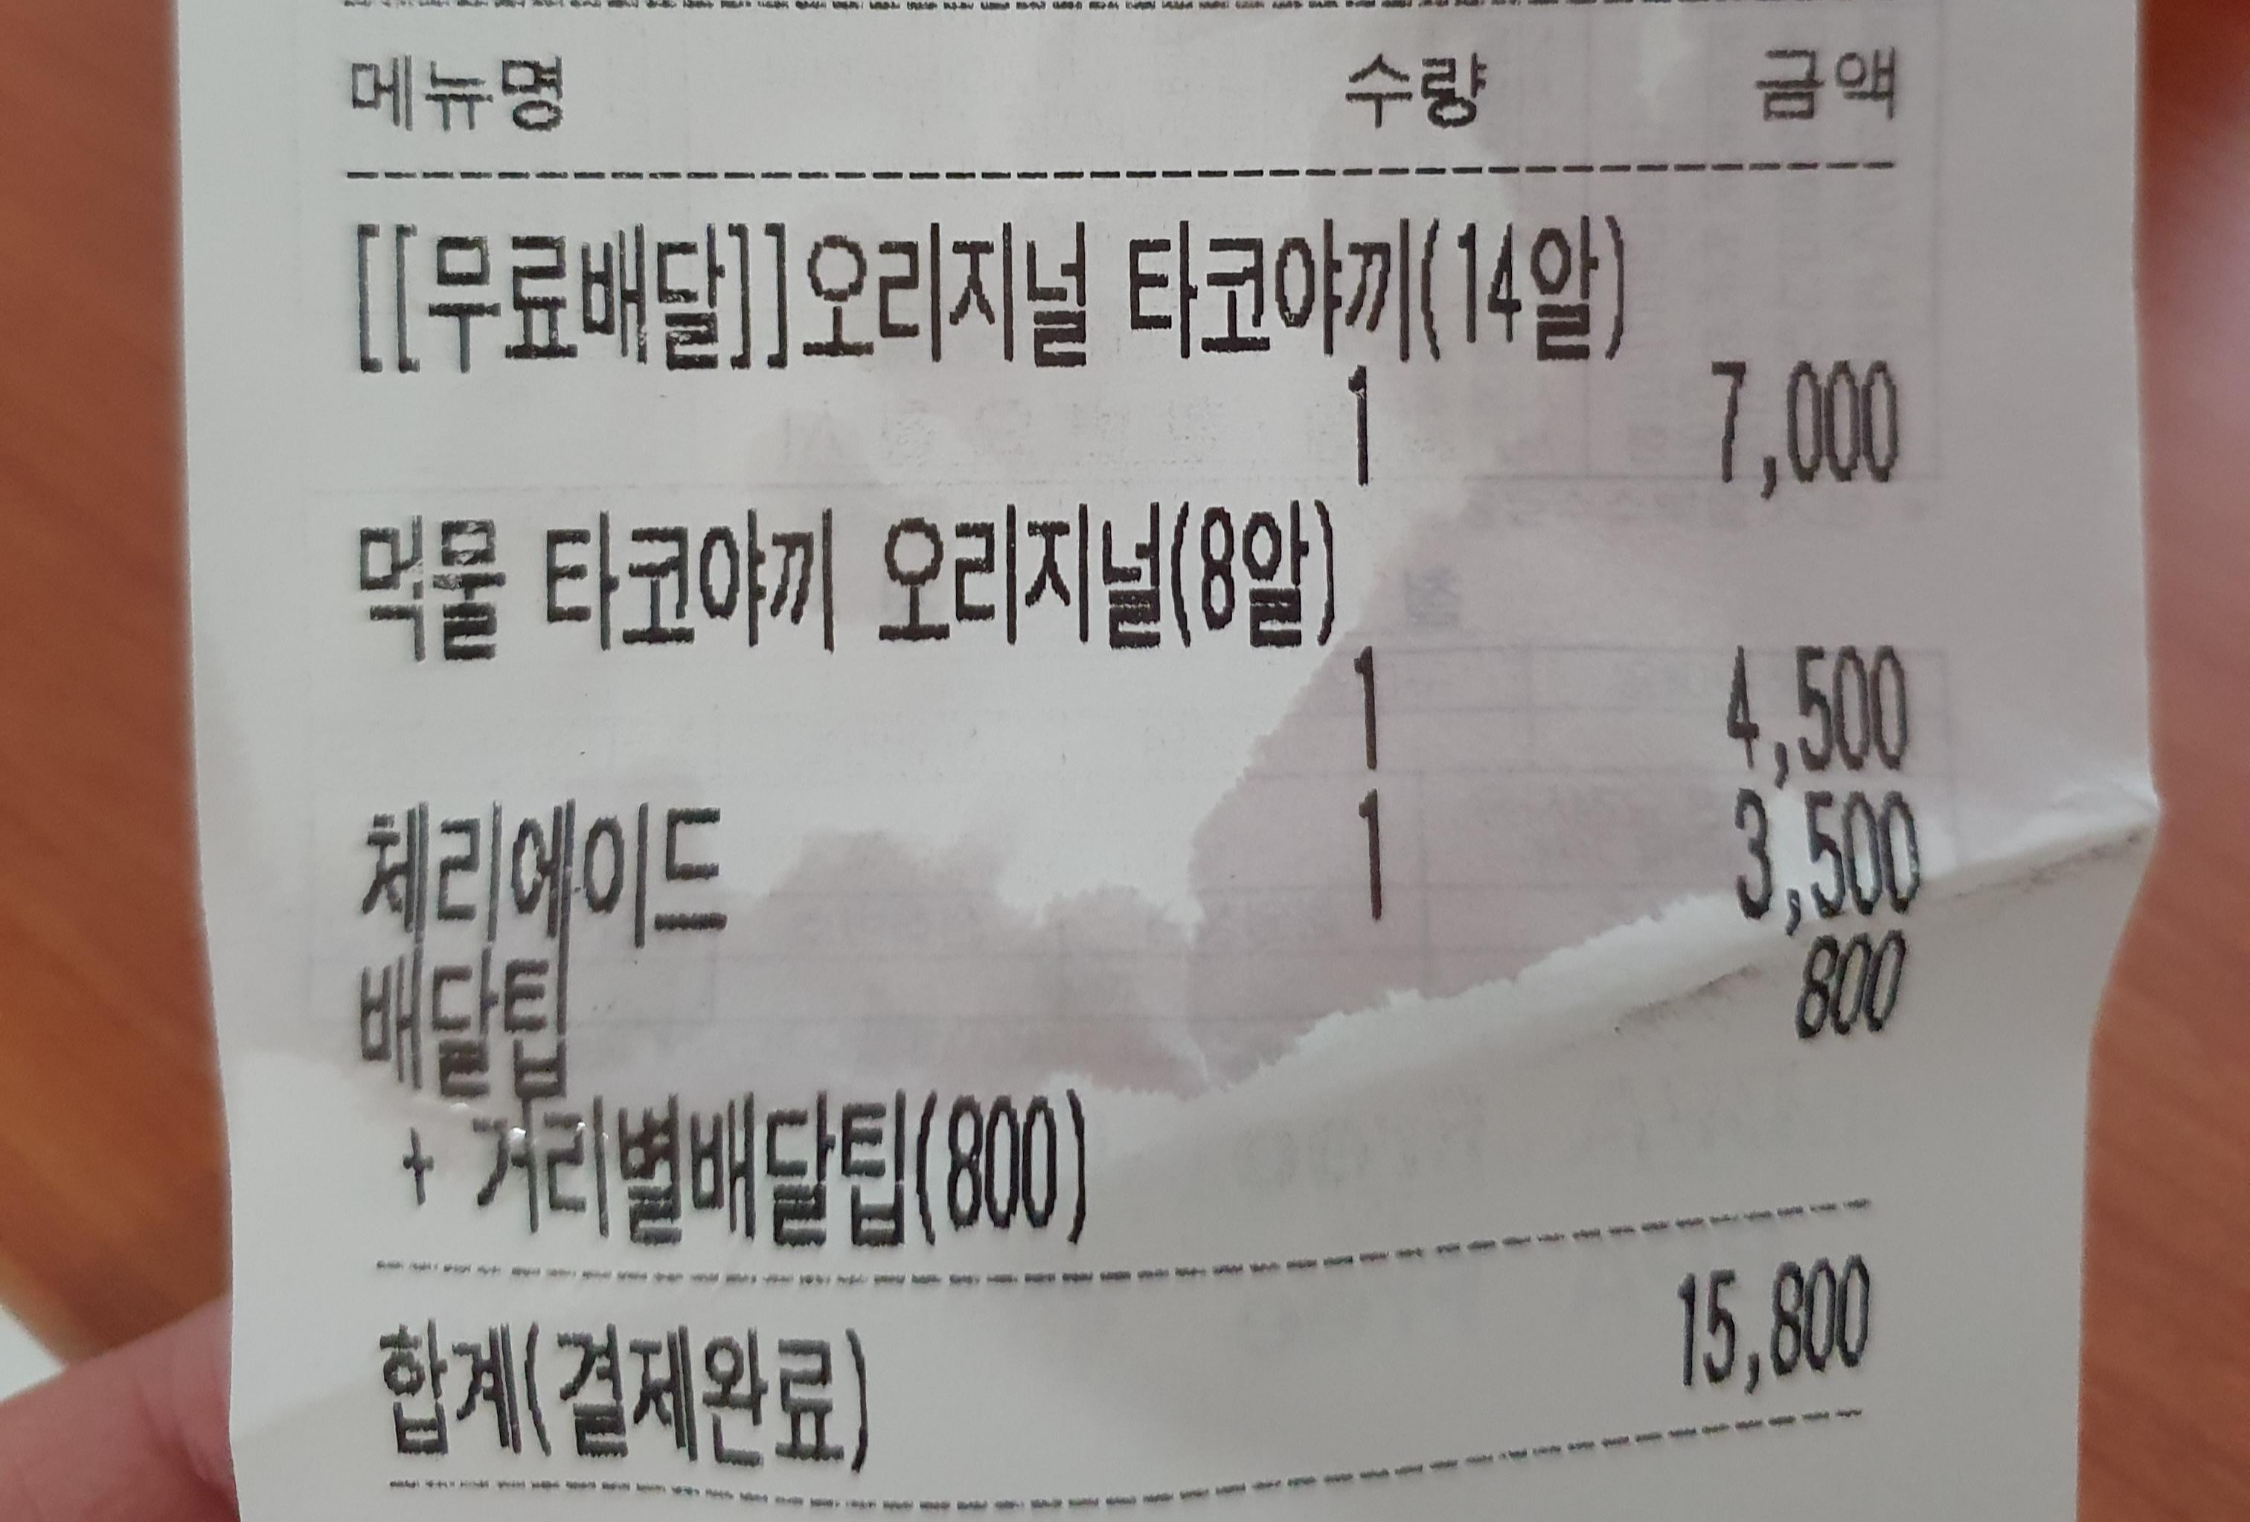 메뉴명 수량 금액
[[무료배달]]오리지널 타코야끼(14알)
1 7,000
먹물 타코야끼 오리지널(8알)
1 4,500
체리에이드 1 3,500
배달팁 800
+ 거리별배달팁(800)
합계(결제완료) 15,800